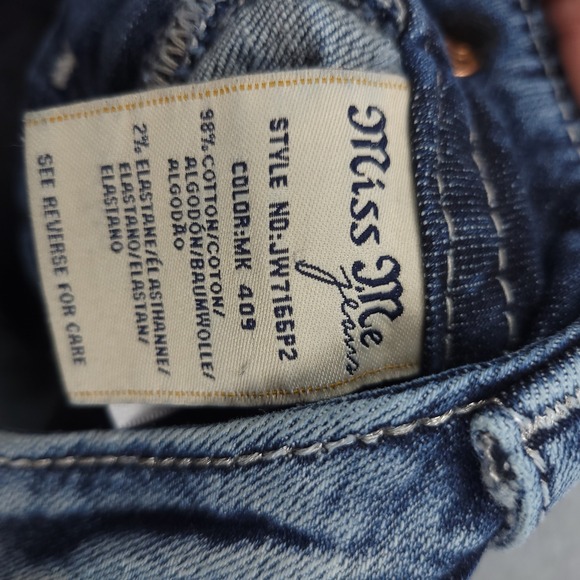 Miss Me
Jeans
STYLE NO.:JW7165P2
COLOR:MK 409
98% COTTON/COTON/
ALGODÓN/BAUMWOLLE/
ALGODÃO
2% ELASTANE/ÉLASIHANNE/
ELASTANO/ELASTAN/
ELASTANO
SEE REVERSE FOR CARE